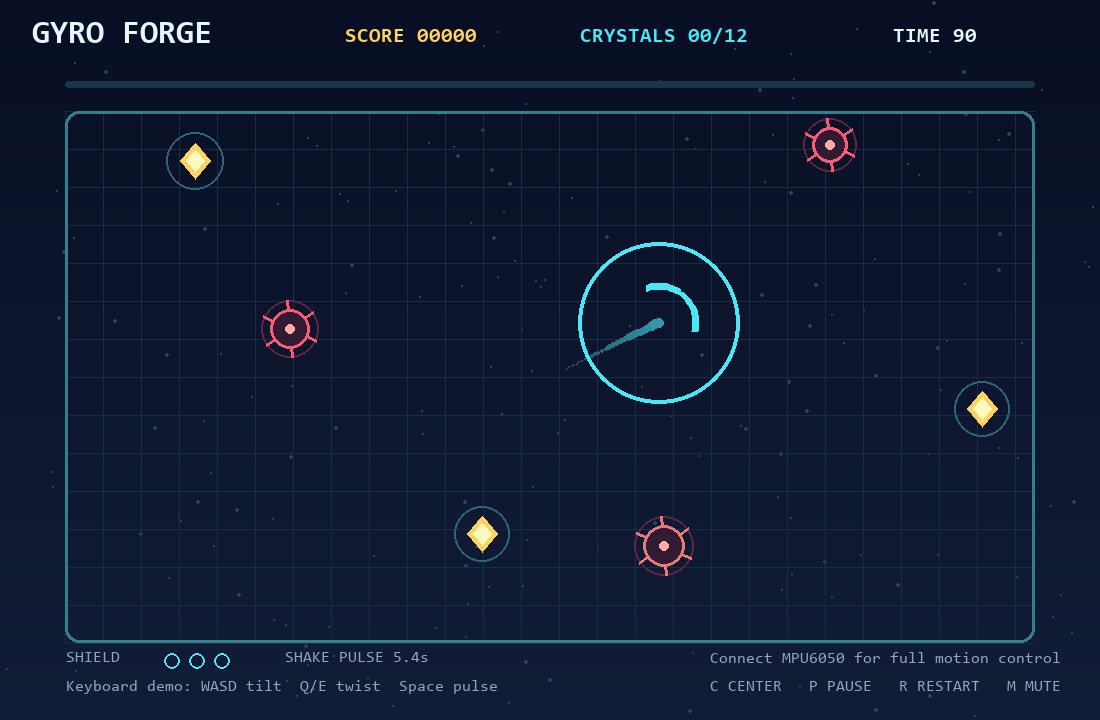 GYRO FORGE SCORE 00000 CRYSTALS 00/12 TIME 90
SHIELD SHAKE PULSE 5.4s Connect MPU6050 for full motion control
Keyboard demo: WASD tilt Q/E twist Space pulse C CENTER P PAUSE R RESTART M MUTE